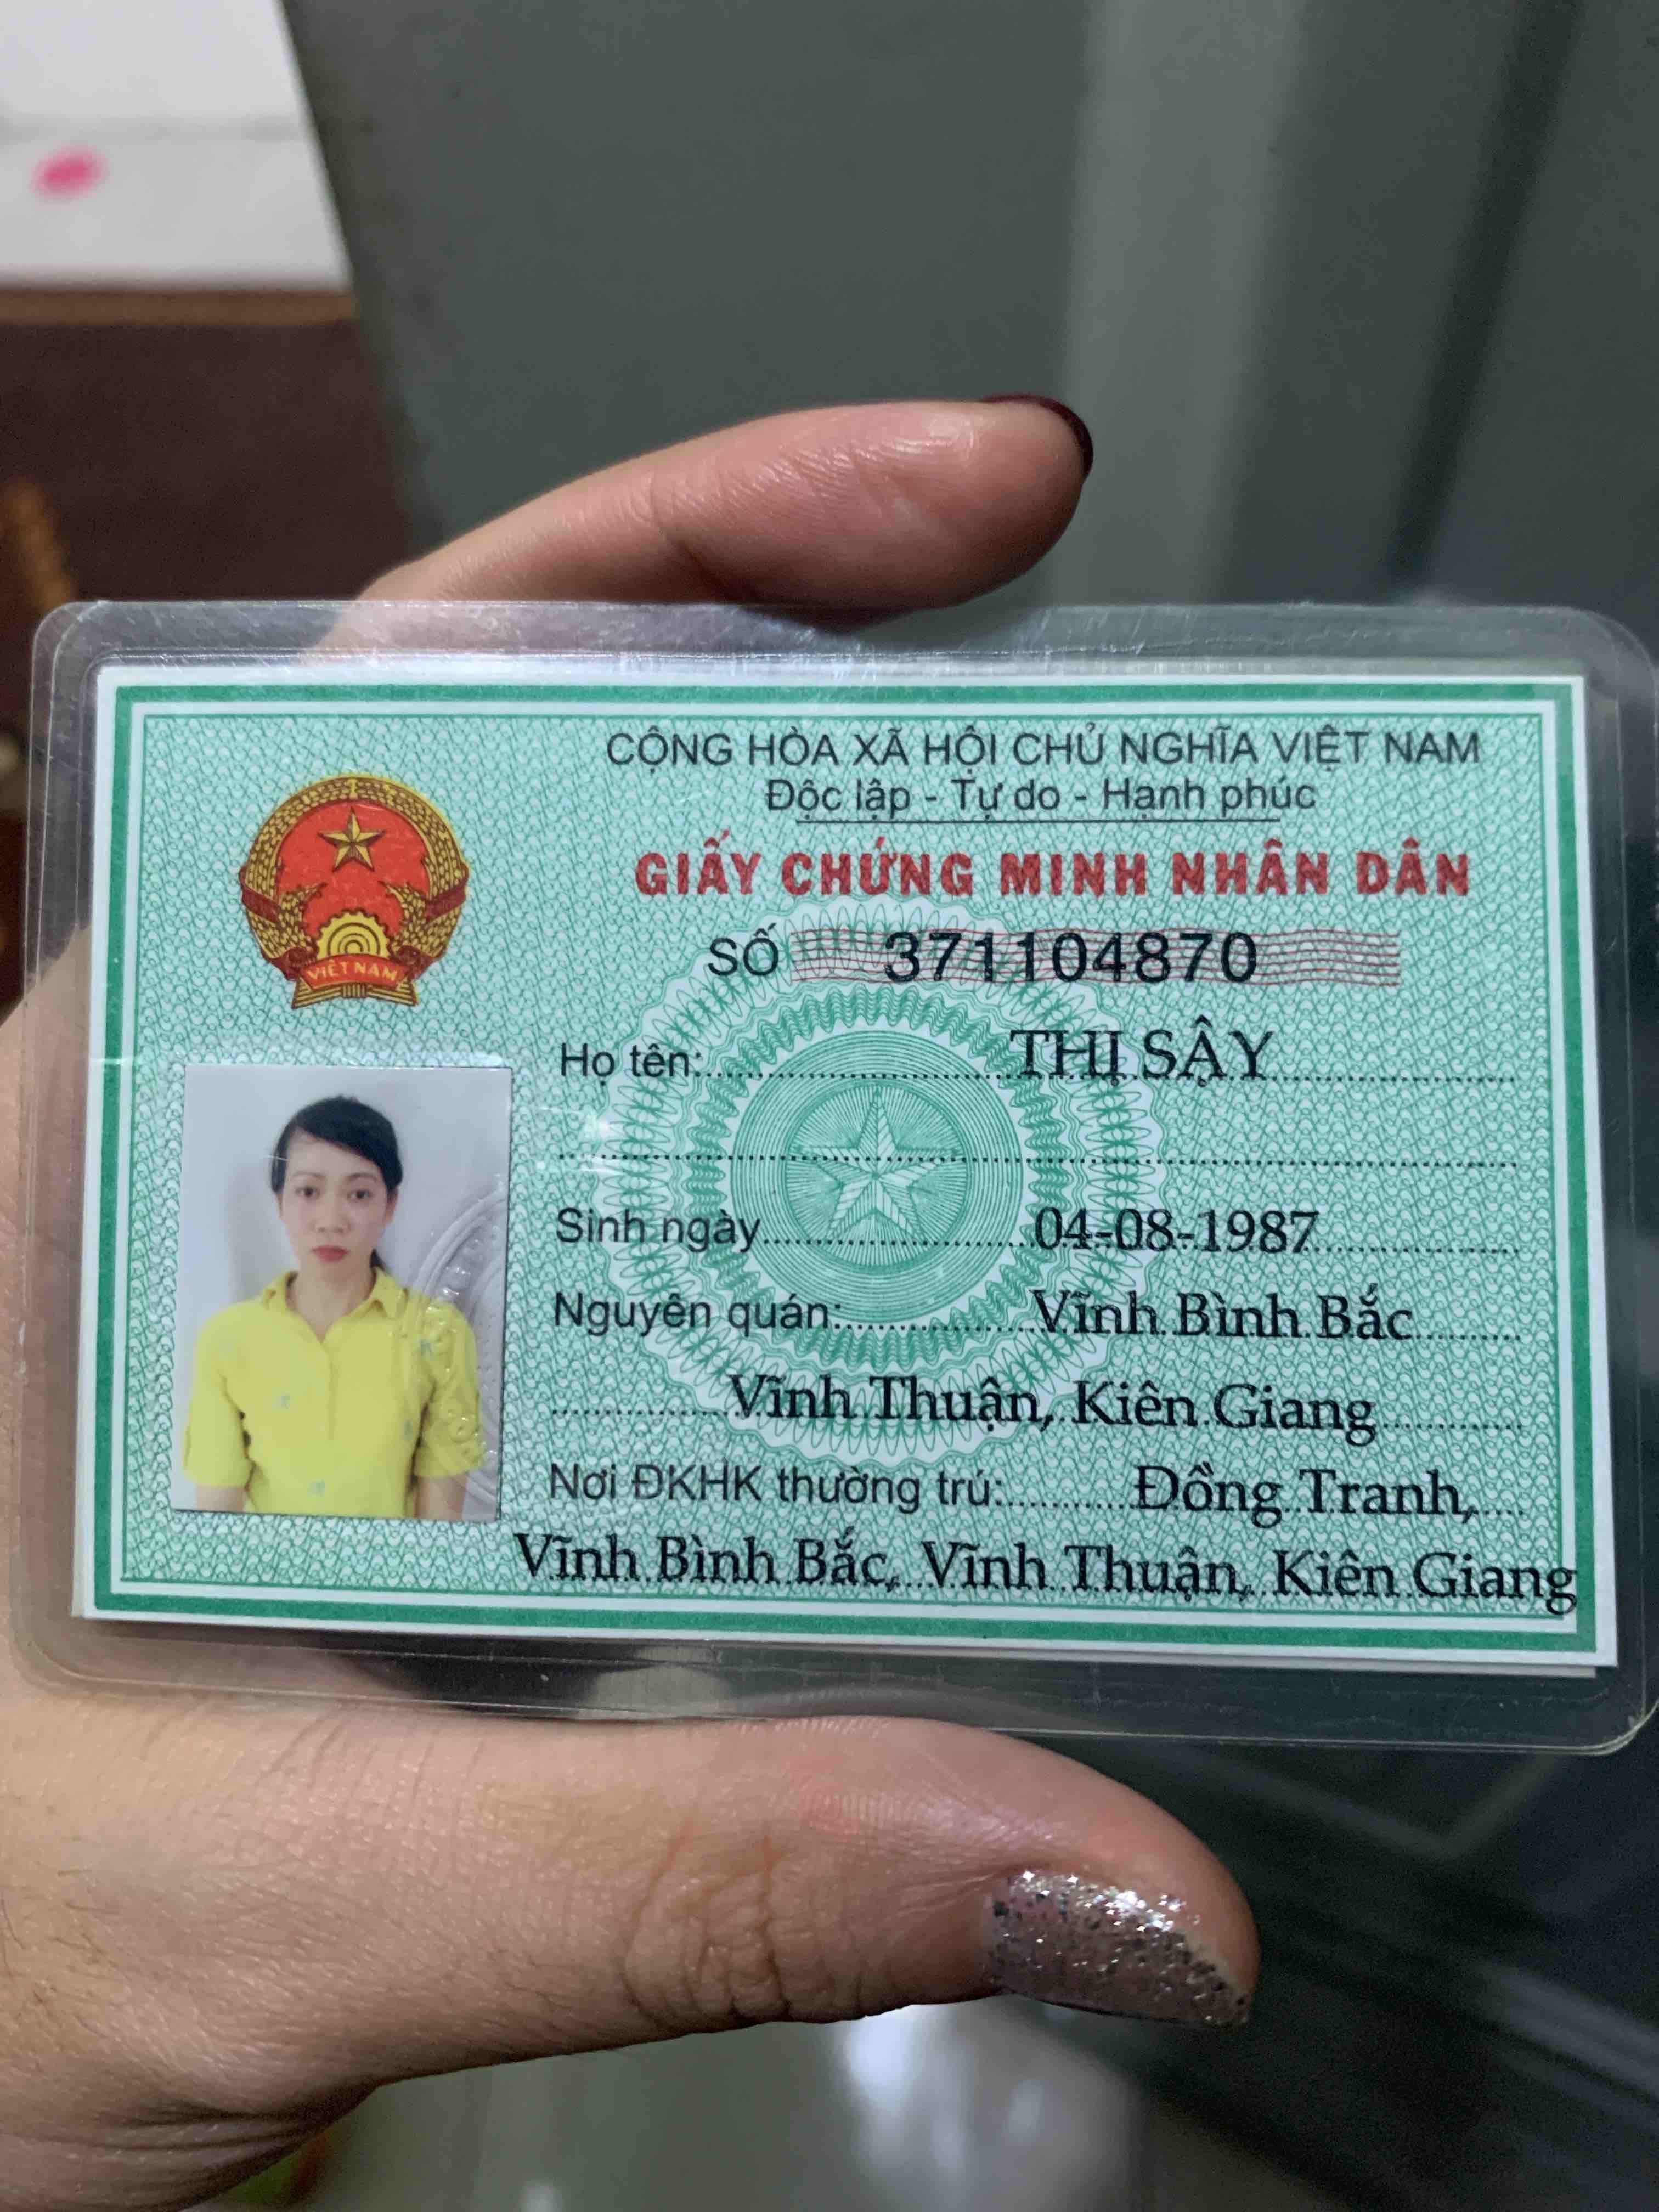 CỘNG HÒA XÃ HỘI CHỦ NGHĨA VIỆT NAM
Độc lập - Tự do - Hạnh phúc
GIẤY CHỨNG MINH NHÂN DÂN
SỐ 371104870
VIỆT NAM
Họ tên: THỊ SẬY
Sinh ngày 04-08-1987
Nguyên quán: Vĩnh Bình Bắc
Vĩnh Thuận, Kiên Giang
Nơi ĐKHK thường trú: Đồng Tranh,
Vĩnh Bình Bắc, Vĩnh Thuận, Kiên Giang